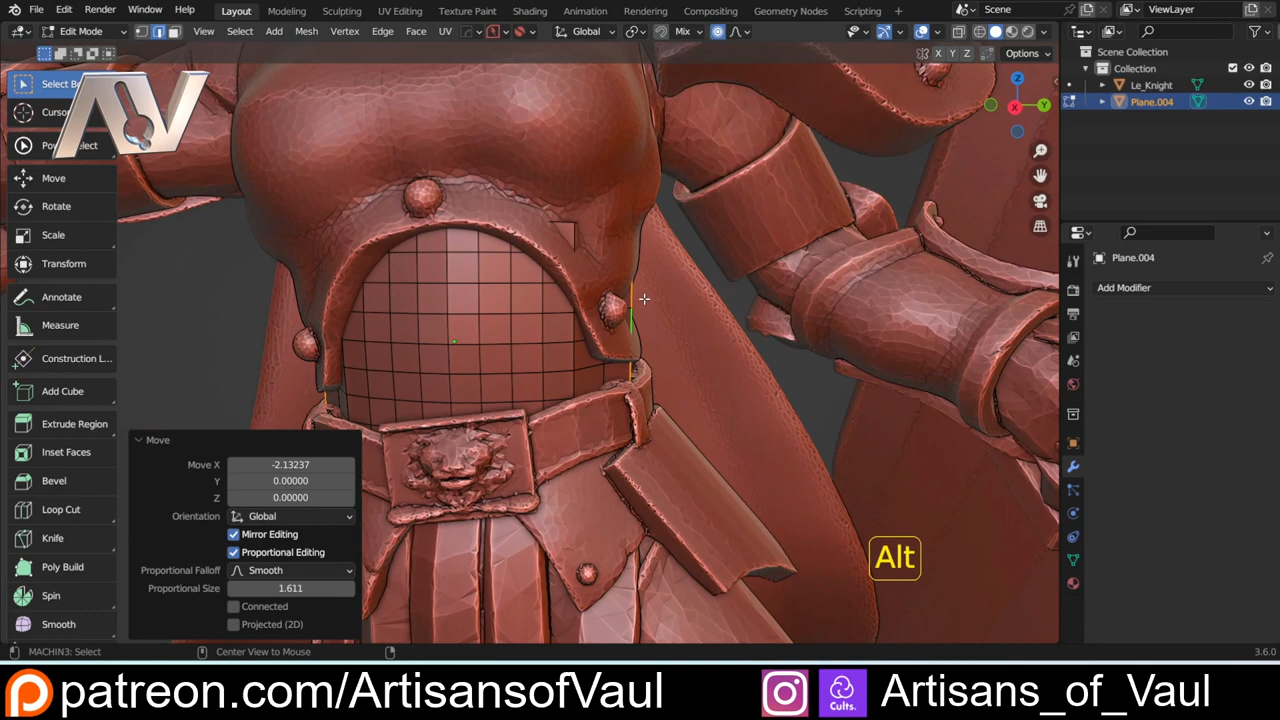 File Edit Render Window Help Layout Modeling Sculpting UV Editing Texture Paint Shading Animation Rendering Compositing Geometry Nodes Scripting + Scene ViewLayer
Edit Mode View Select Add Mesh Vertex Edge Face UV Global Mix
X Y Z Options
Scene Collection
Collection
Le_Knight
Plane.004
Z
Y
X
AV
Select B
Curso
Po Select
Move
Rotate
Scale
Transform
Annotate
Measure
Construction L...
Add Cube
Extrude Region
Inset Faces
Bevel
Loop Cut
Knife
Poly Build
Spin
Smooth
Plane.004
Add Modifier
Move
Move X -2.13237
Y 0.00000
Z 0.00000
Orientation Global
Mirror Editing
Proportional Editing
Proportional Falloff Smooth
Proportional Size 1.611
Connected
Projected (2D)
Alt
MACHIN3: Select Center View to Mouse 3.6.0
patreon.com/ArtisansofVaul Cults. Artisans_of_Vaul